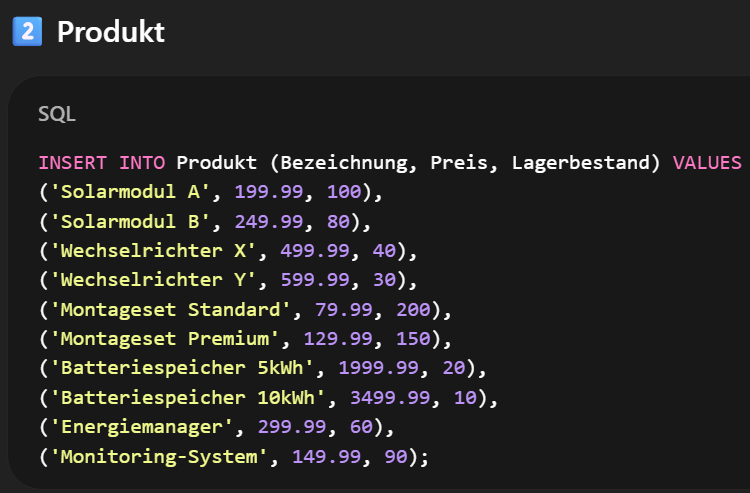 2 Produkt
SQL
INSERT INTO Produkt (Bezeichnung, Preis, Lagerbestand) VALUES
('Solarmodul A', 199.99, 100),
('Solarmodul B', 249.99, 80),
('Wechselrichter X', 499.99, 40),
('Wechselrichter Y', 599.99, 30),
('Montageset Standard', 79.99, 200),
('Montageset Premium', 129.99, 150),
('Batteriespeicher 5kWh', 1999.99, 20),
('Batteriespeicher 10kWh', 3499.99, 10),
('Energiemanager', 299.99, 60),
('Monitoring-System', 149.99, 90);